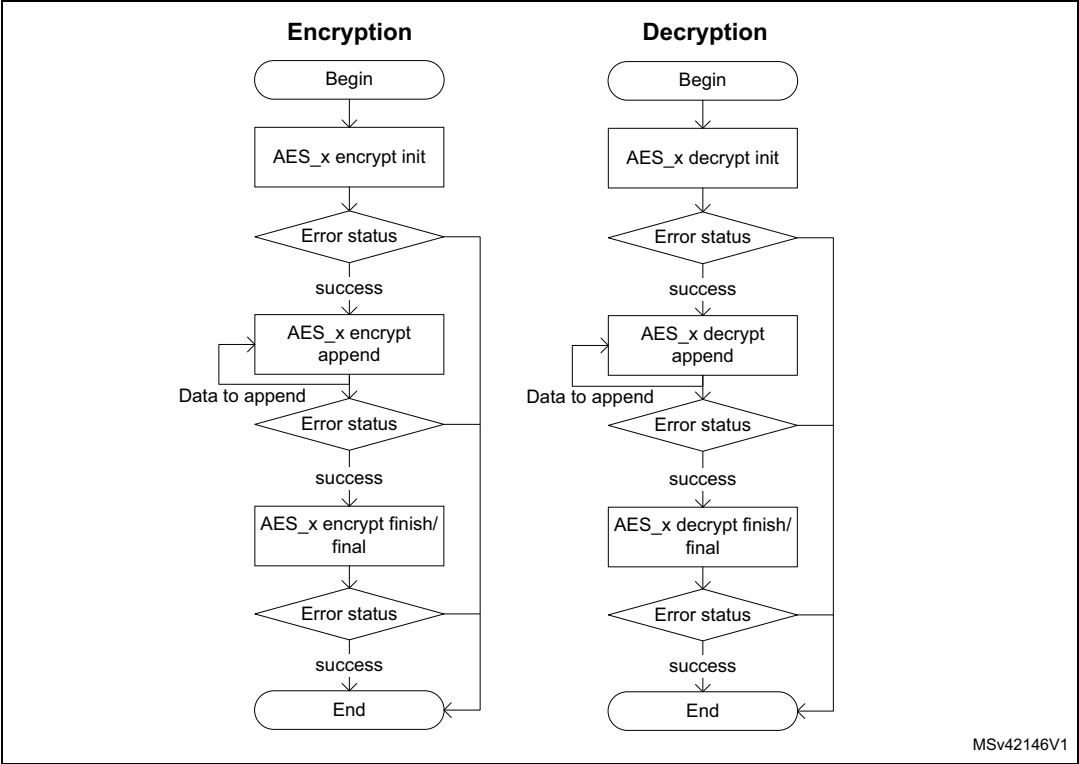 Encryption
Begin
AES_x encrypt init
Error status
success
AES_x encrypt
append
Data to append
Error status
success
AES_x encrypt finish/
final
Error status
success
End
Decryption
Begin
AES_x decrypt init
Error status
success
AES_x decrypt
append
Data to append
Error status
success
AES_x decrypt finish/
final
Error status
success
End
MSv42146V1